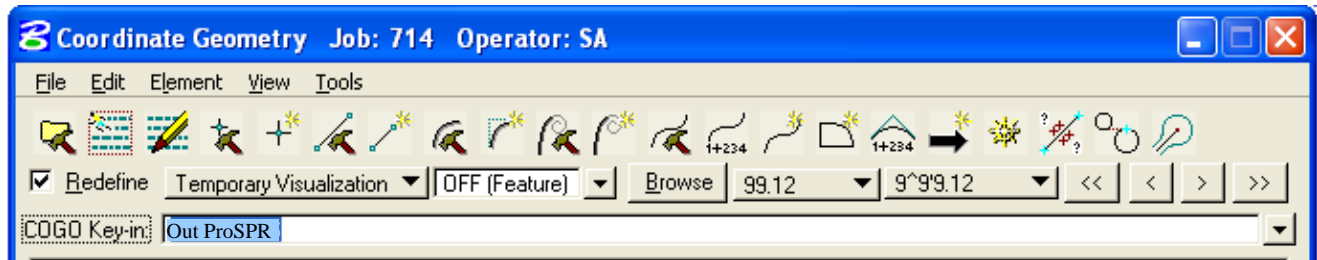 Coordinate Geometry Job: 714 Operator: SA
File Edit Element View Tools
1+234 1+234 ? ?
Redefine Temporary Visualization OFF (Feature) Browse 99.12 9^9'9.12 << < > >>
COGO Key-in: Out ProSPR